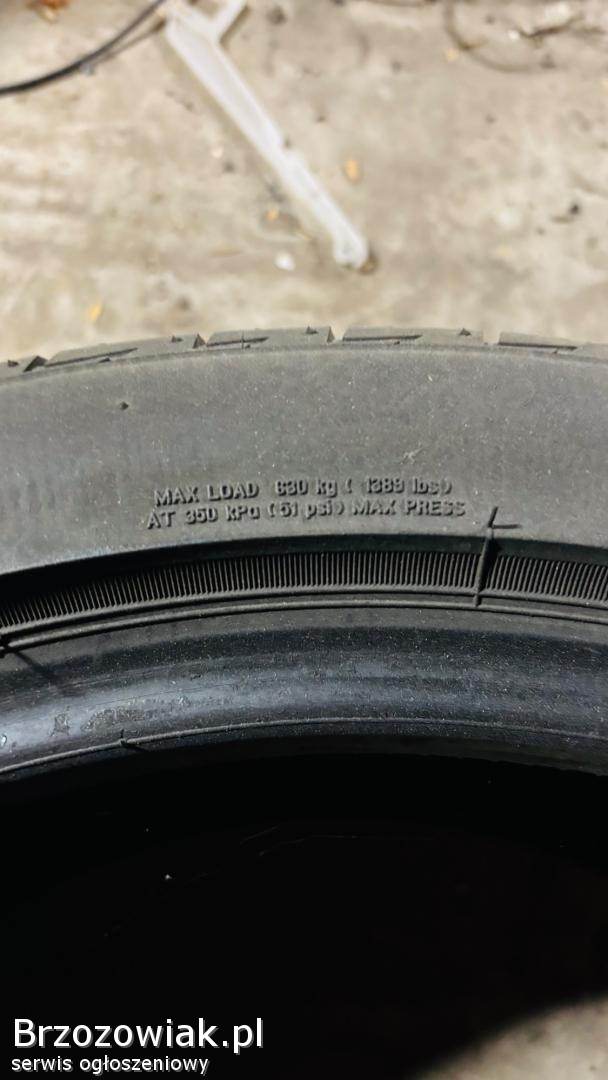 MAX LOAD 630 kg ( 1389 lbs)
AT 350 kPa (51 psi) MAX PRESS
Brzozowiak.pl
serwis ogłoszeniowy